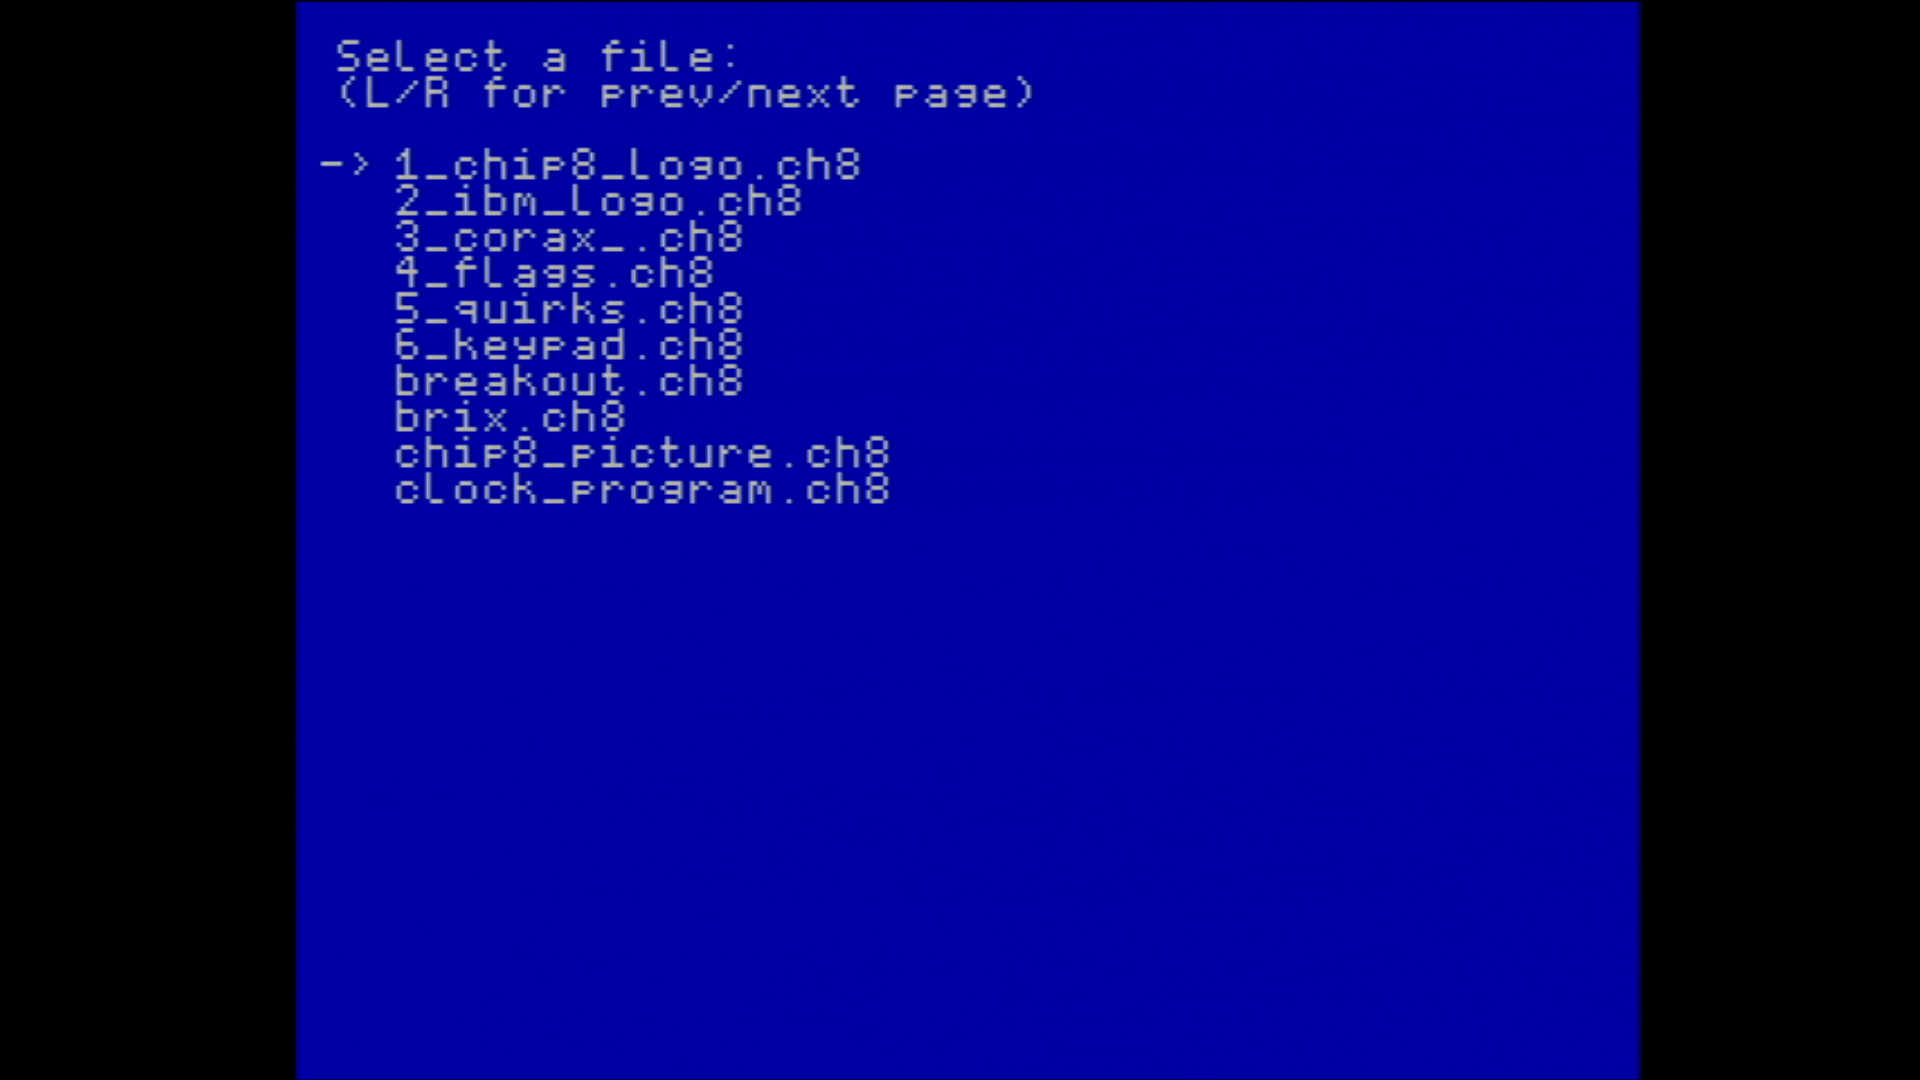 Select a file:
(L/R for prev/next page)
-> 1_chip8_logo.ch8
2_ibm_logo.ch8
3_corax_.ch8
4_flags.ch8
5_quirks.ch8
6_keypad.ch8
breakout.ch8
brix.ch8
chip8_picture.ch8
clock_program.ch8